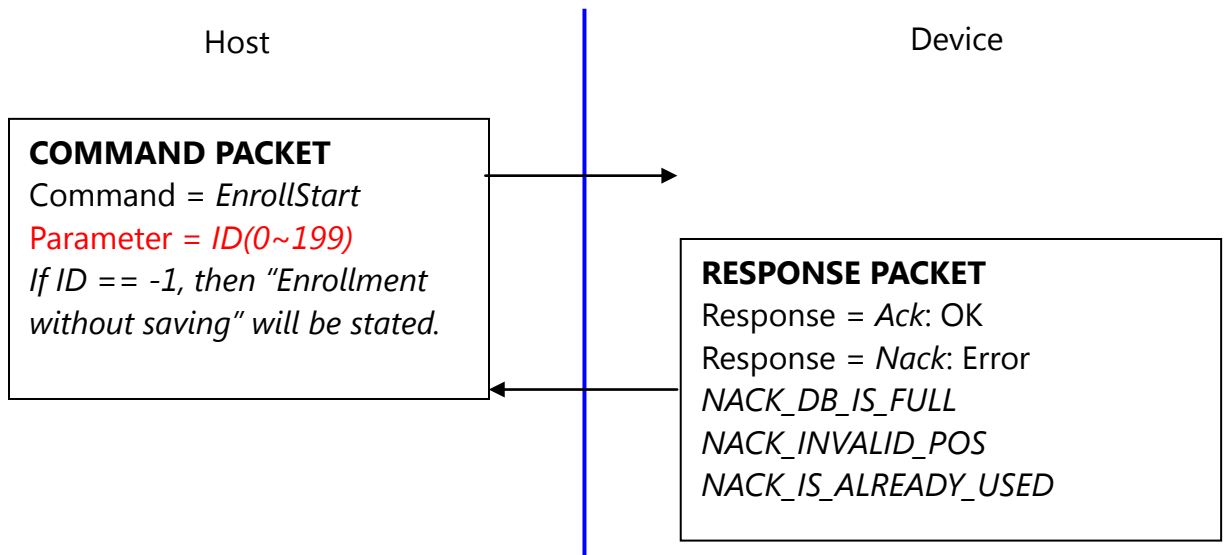 Host
Device
COMMAND PACKET
Command = EnrollStart
Parameter = ID(0~199)
If ID == -1, then “Enrollment
without saving” will be stated.
RESPONSE PACKET
Response = Ack: OK
Response = Nack: Error
NACK_DB_IS_FULL
NACK_INVALID_POS
NACK_IS_ALREADY_USED